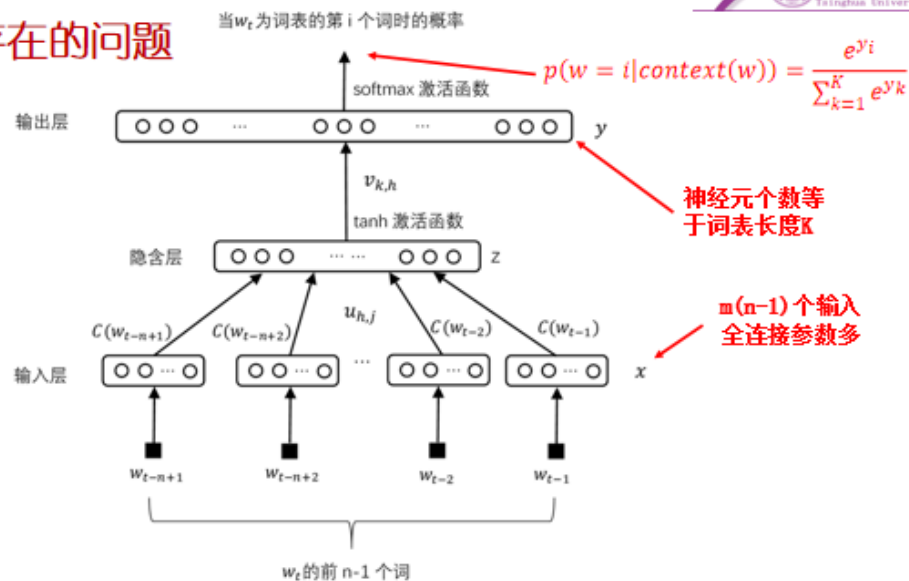 Tsinghua Univer
存在的问题
当w_t为词表的第 i 个词时的概率
p(w = i|context(w)) = e^{y_i} / ∑_{k=1}^{K} e^{y_k}
softmax 激活函数
输出层 ○○○ … ○○○ … ○○○ y
v_{k,h}
神经元个数等
于词表长度K
tanh 激活函数
隐含层 ○○○ … … ○○○ z
u_{h,j}
C(w_{t−n+1}) C(w_{t−n+2}) C(w_{t−2}) C(w_{t−1})
m(n-1)个输入
全连接参数多
输入层 ○○…○ ○○…○ … ○○…○ ○○…○ x
w_{t−n+1} w_{t−n+2} w_{t−2} w_{t−1}
w_t的前 n-1 个词